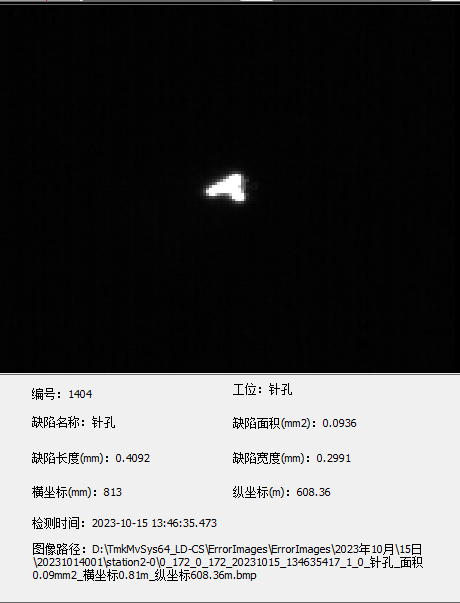 编号：1404
工位：针孔
缺陷名称：针孔
缺陷面积(mm2)：0.0936
缺陷长度(mm)：0.4092
缺陷宽度(mm)：0.2991
横坐标(mm)：813
纵坐标(m)：608.36
检测时间：2023-10-15 13:46:35.473
图像路径：D:\TmkMvSys64_LD-CS\ErrorImages\ErrorImages\2023年10月\15日
\20231014001\station2-0\0_172_0_172_20231015_134635417_1_0_针孔_面积
0.09mm2_横坐标0.81m_纵坐标608.36m.bmp